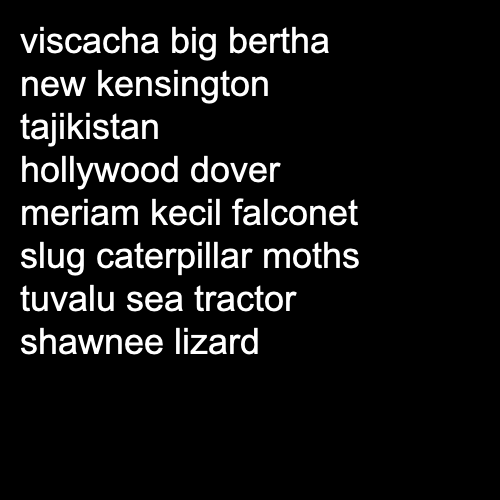 viscacha big bertha
new kensington
tajikistan
hollywood dover
meriam kecil falconet
slug caterpillar moths
tuvalu sea tractor
shawnee lizard